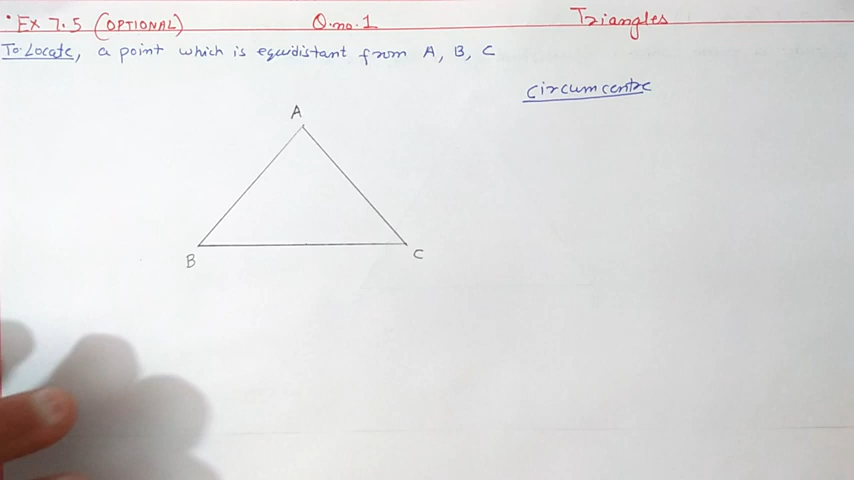 • Ex 7.5 (OPTIONAL) Q.no.1 Triangles
To Locate, a point which is equidistant from A, B, C
circumcentre
A
B
C